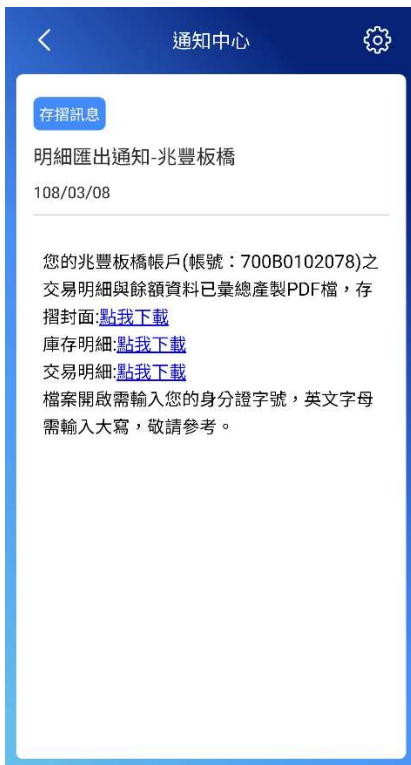 通知中心
存摺訊息
明細匯出通知-兆豐板橋
108/03/08
您的兆豐板橋帳戶(帳號：700B0102078)之
交易明細與餘額資料已彙總產製PDF檔，存
摺封面:點我下載
庫存明細:點我下載
交易明細:點我下載
檔案開啟需輸入您的身分證字號，英文字母
需輸入大寫，敬請參考。